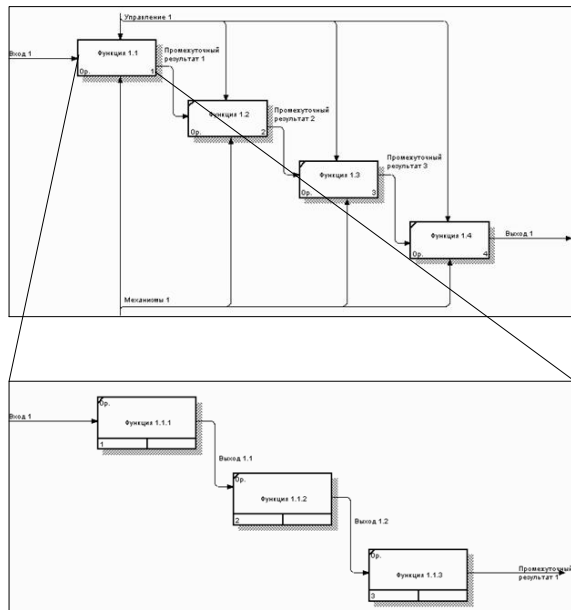 Управление 1
Вход 1
Функция 1.1
0р.
1
Промежуточный
результат 1
Функция 1.2
0р.
2
Промежуточный
результат 2
Функция 1.3
0р.
3
Промежуточный
результат 3
Функция 1.4
0р.
4
Выход 1
Механизмы 1
0р.
Вход 1
Функция 1.1.1
1
Выход 1.1
0р.
Функция 1.1.2
2
Выход 1.2
0р.
Функция 1.1.3
3
Промежуточный
результат 1